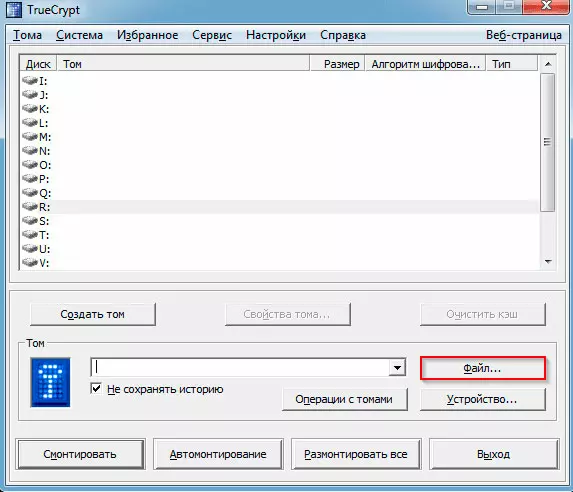 TrueCrypt
Тома Система Избранное Сервис Настройки Справка Веб-страница
Диск Том Размер Алгоритм шифрова... Тип
I:
J:
K:
L:
M:
N:
O:
P:
Q:
R:
S:
T:
U:
V:
Создать том Свойства тома... Очистить кэш
Том
Файл...
Не сохранять историю
Операции с томами Устройство...
Смонтировать Автомонтирование Размонтировать все Выход